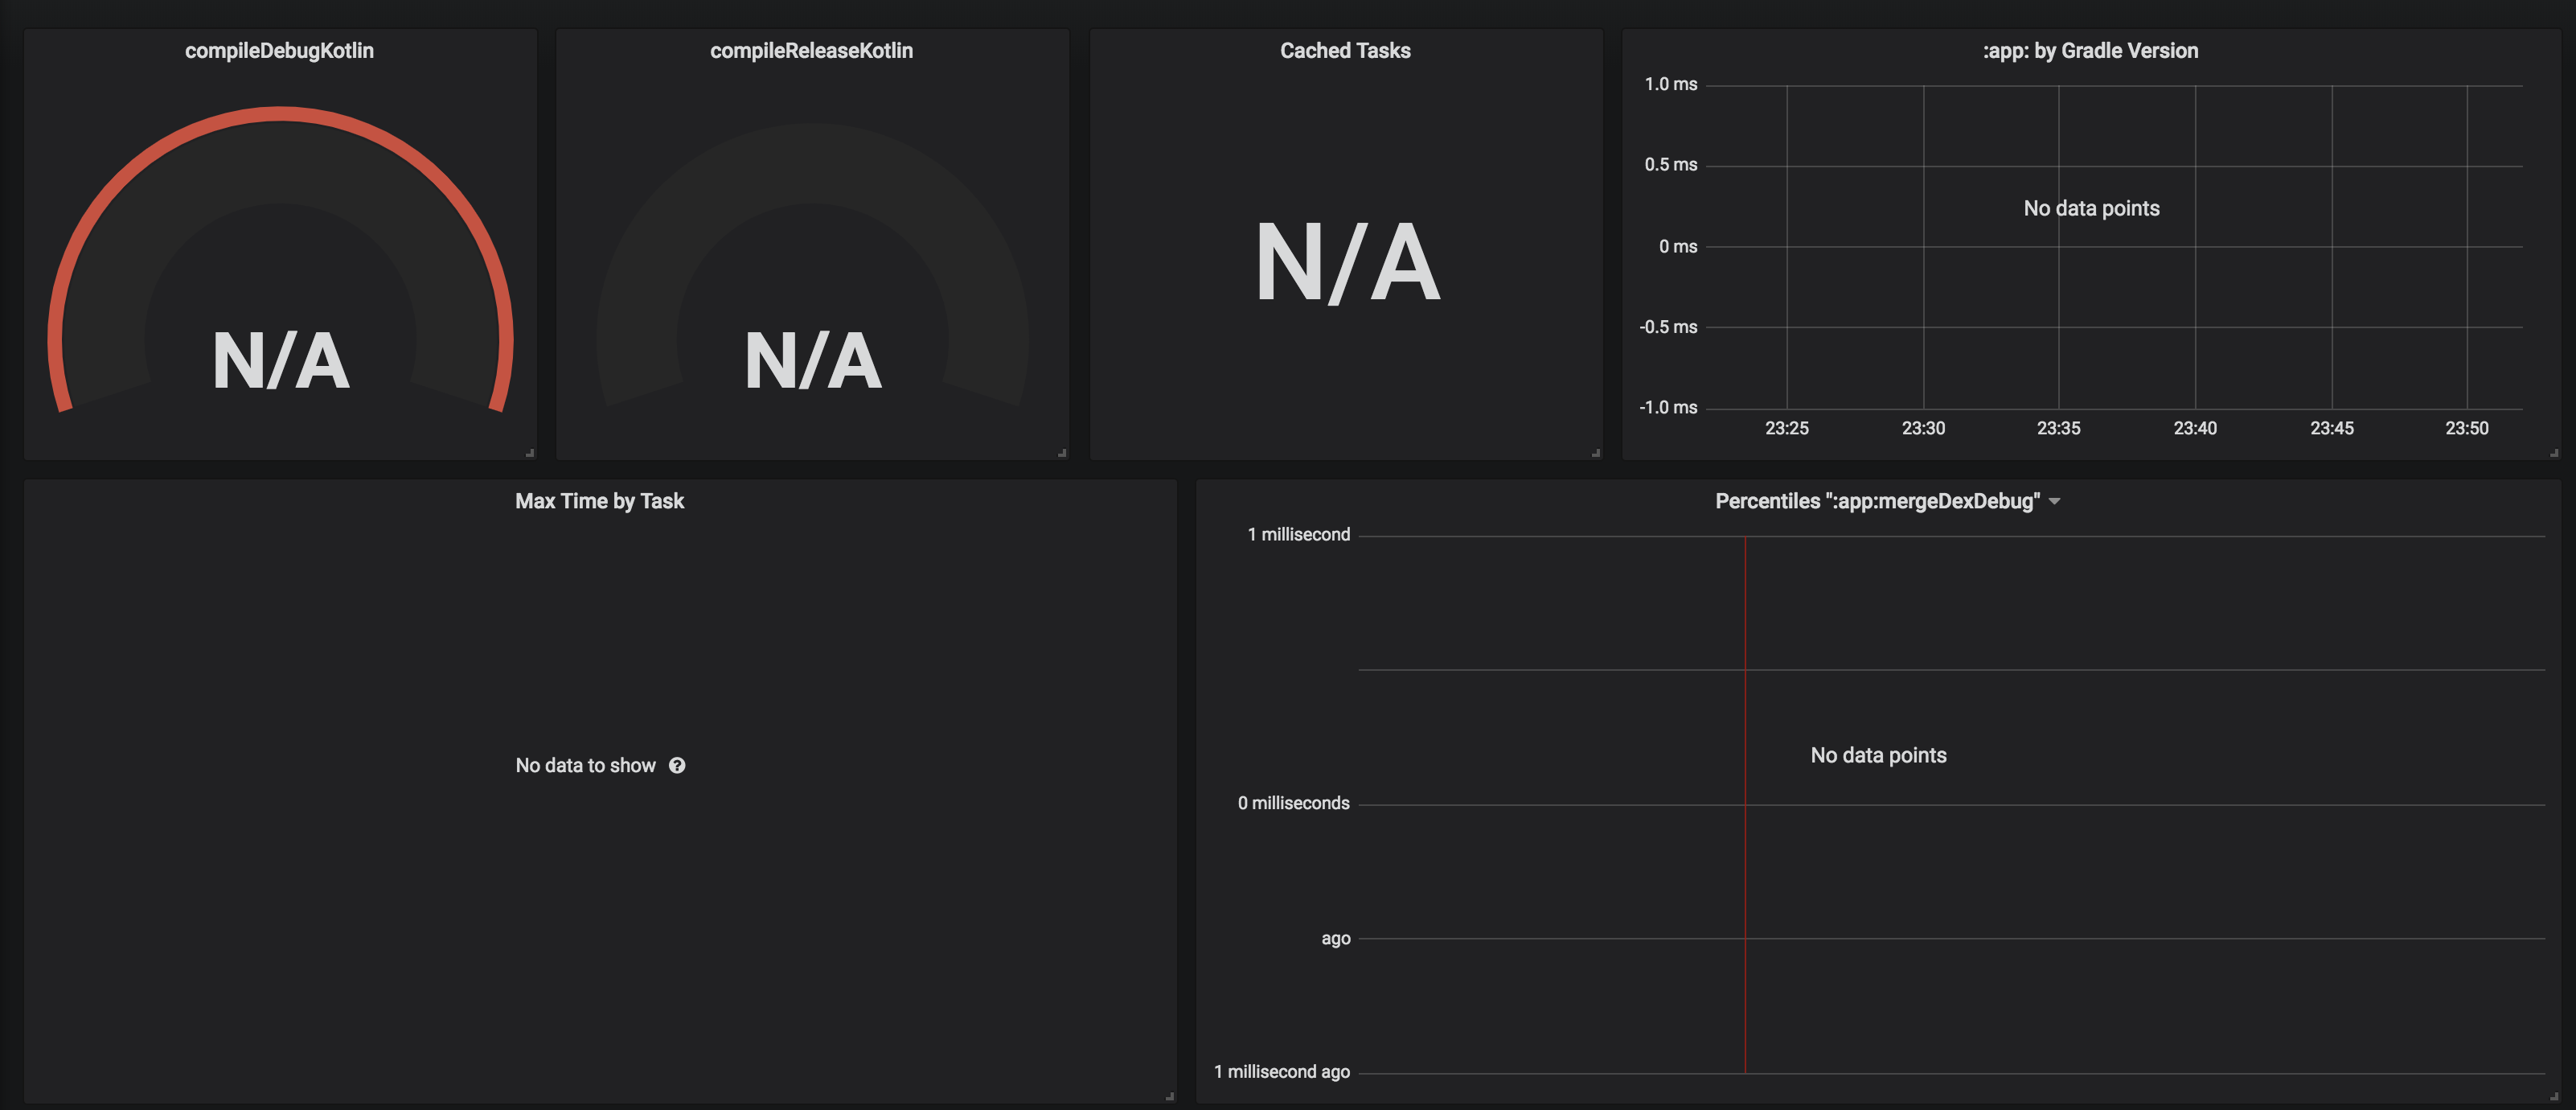 compileDebugKotlin
N/A
compileReleaseKotlin
N/A
Cached Tasks
N/A
:app: by Gradle Version
1.0 ms
0.5 ms
0 ms
-0.5 ms
-1.0 ms
No data points
23:25 23:30 23:35 23:40 23:45 23:50
Max Time by Task
No data to show ?
Percentiles ":app:mergeDexDebug"
1 millisecond
0 milliseconds
ago
1 millisecond ago
No data points